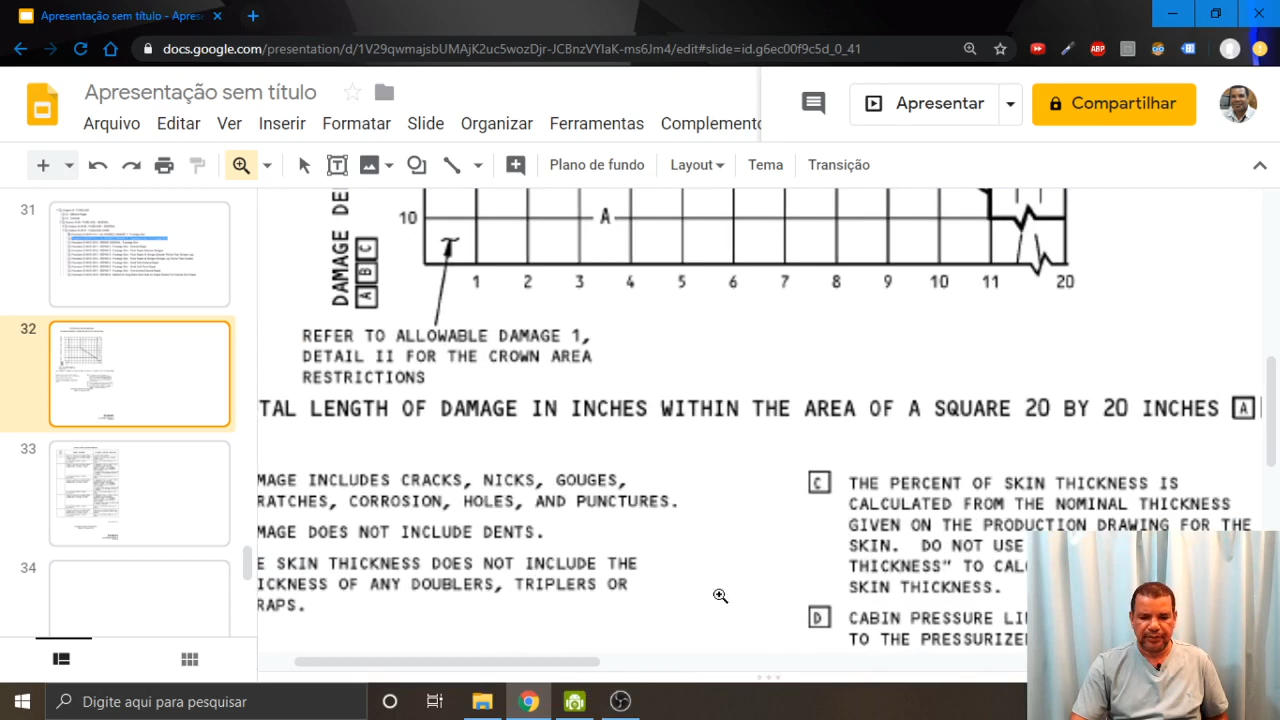 Apresentação sem título - Apres
docs.google.com/presentation/d/1V29qwmajsbUMAjK2uc5wozDjr-JCBnzVYIaK-ms6Jm4/edit#slide=id.g6ec00f9c5d_0_41
ABP
Apresentação sem título
Apresentar
Compartilhar
Arquivo Editar Ver Inserir Formatar Slide Organizar Ferramentas Complemento
Plano de fundo Layout Tema Transição
31
32
33
34
DAMAGE DE
A B C
10
A
1 2 3 4 5 6 7 8 9 10 11 20
REFER TO ALLOWABLE DAMAGE 1,
DETAIL II FOR THE CROWN AREA
RESTRICTIONS
TAL LENGTH OF DAMAGE IN INCHES WITHIN THE AREA OF A SQUARE 20 BY 20 INCHES A
MAGE INCLUDES CRACKS, NICKS, GOUGES,
RATCHES, CORROSION, HOLES, AND PUNCTURES.
MAGE DOES NOT INCLUDE DENTS.
E SKIN THICKNESS DOES NOT INCLUDE THE
ICKNESS OF ANY DOUBLERS, TRIPLERS OR
RAPS.
C THE PERCENT OF SKIN THICKNESS IS
CALCULATED FROM THE NOMINAL THICKNESS
GIVEN ON THE PRODUCTION DRAWING FOR THE
SKIN. DO NOT USE
THICKNESS" TO CAL
SKIN THICKNESS.
D CABIN PRESSURE LI
TO THE PRESSURIZE
Digite aqui para pesquisar